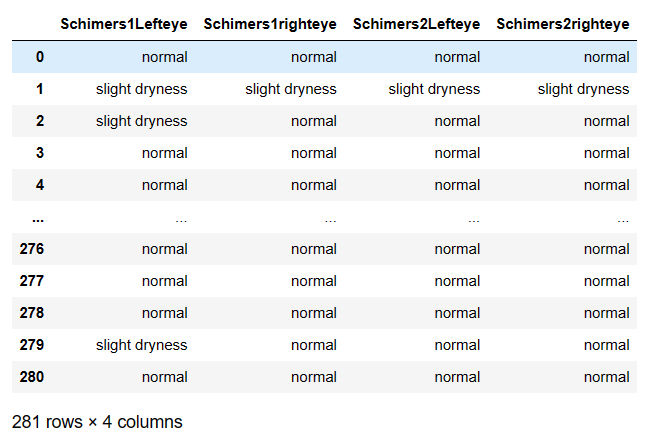 Schimers1Lefteye Schimers1righteye Schimers2Lefteye Schimers2righteye
0 normal normal normal normal
1 slight dryness slight dryness slight dryness slight dryness
2 slight dryness normal normal normal
3 normal normal normal normal
4 normal normal normal normal
... ... ... ... ...
276 normal normal normal normal
277 normal normal normal normal
278 normal normal normal normal
279 slight dryness normal normal normal
280 normal normal normal normal
281 rows × 4 columns